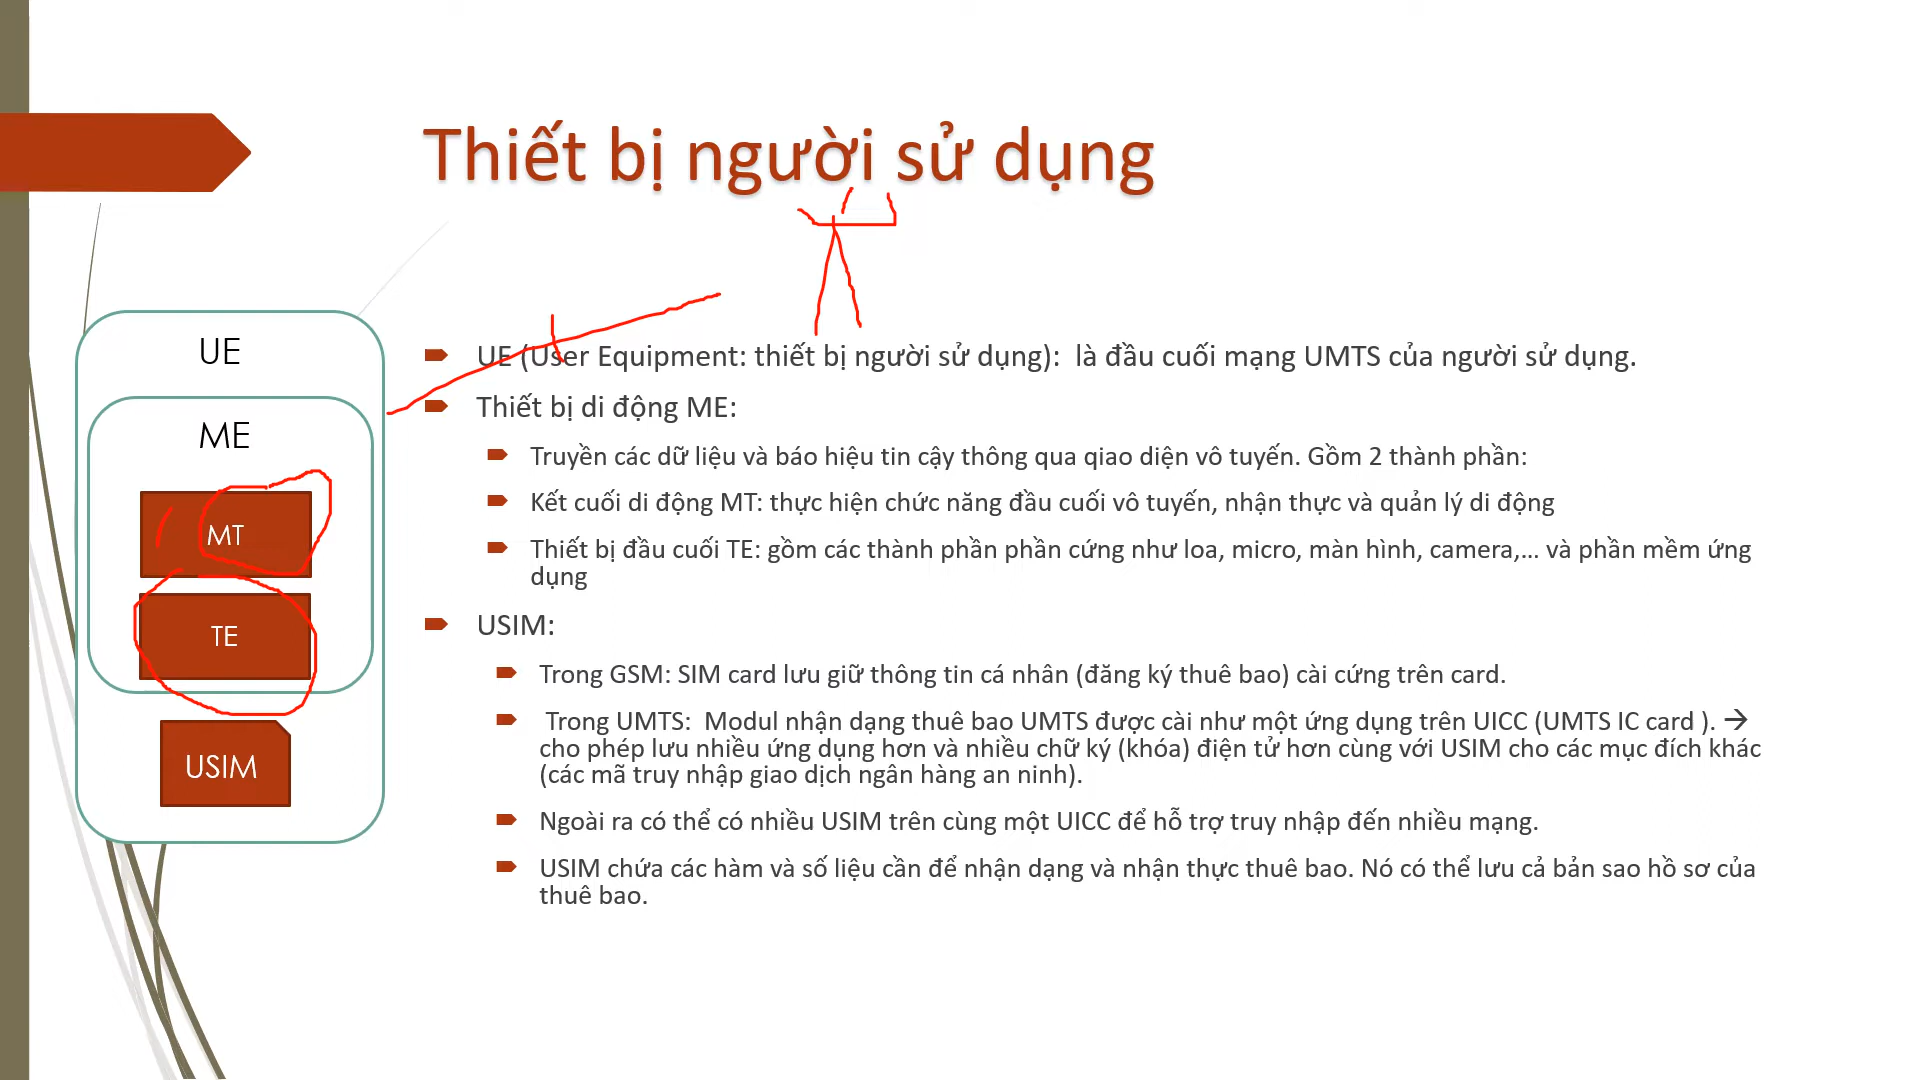 Thiết bị người sử dụng
UE
ME
MT
TE
USIM
UE (User Equipment: thiết bị người sử dụng): là đầu cuối mạng UMTS của người sử dụng.
Thiết bị di động ME:
Truyền các dữ liệu và báo hiệu tin cậy thông qua qiao diện vô tuyến. Gồm 2 thành phần:
Kết cuối di động MT: thực hiện chức năng đầu cuối vô tuyến, nhận thực và quản lý di động
Thiết bị đầu cuối TE: gồm các thành phần phần cứng như loa, micro, màn hình, camera,... và phần mềm ứng
dụng
USIM:
Trong GSM: SIM card lưu giữ thông tin cá nhân (đăng ký thuê bao) cài cứng trên card.
Trong UMTS: Modul nhận dạng thuê bao UMTS được cài như một ứng dụng trên UICC (UMTS IC card ). →
cho phép lưu nhiều ứng dụng hơn và nhiều chữ ký (khóa) điện tử hơn cùng với USIM cho các mục đích khác
(các mã truy nhập giao dịch ngân hàng an ninh).
Ngoài ra có thể có nhiều USIM trên cùng một UICC để hỗ trợ truy nhập đến nhiều mạng.
USIM chứa các hàm và số liệu cần để nhận dạng và nhận thực thuê bao. Nó có thể lưu cả bản sao hồ sơ của
thuê bao.